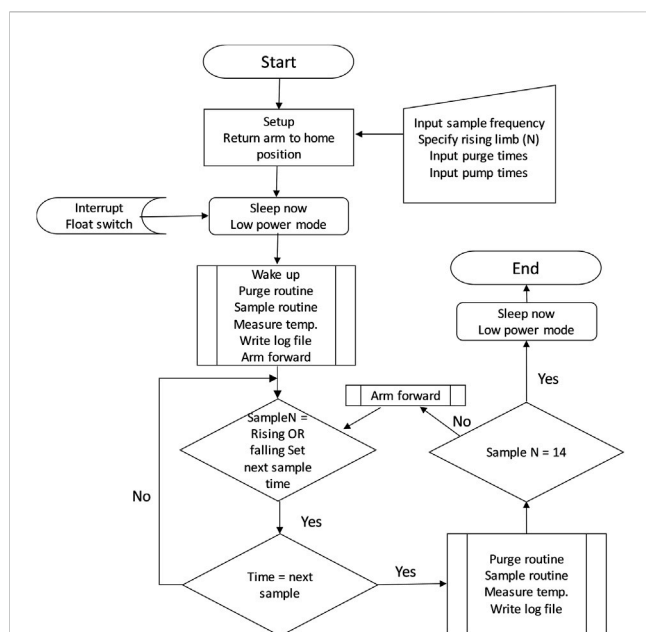 Start
Setup
Return arm to home
position
Input sample frequency
Specify rising limb (N)
Input purge times
Input pump times
Interrupt
Float switch
Sleep now
Low power mode
Wake up
Purge routine
Sample routine
Measure temp.
Write log file
Arm forward
End
Sleep now
Low power mode
Yes
Arm forward
No
SampleN =
Rising OR
falling Set
next sample
time
Sample N = 14
No
Yes
Time = next
sample
Yes
Purge routine
Sample routine
Measure temp.
Write log file